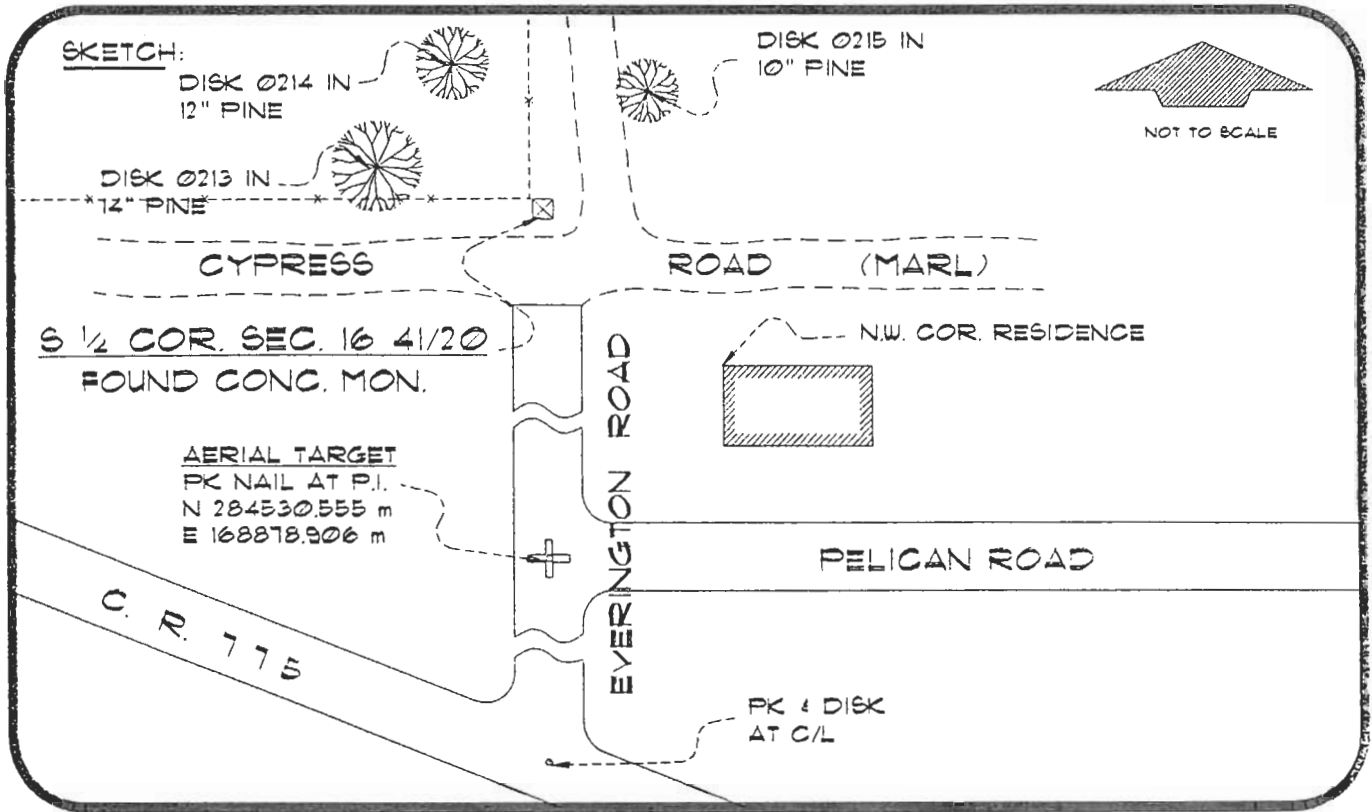 SKETCH:
DISK 0214 IN
12" PINE
DISK 0215 IN
10" PINE
NOT TO SCALE
DISK 0213 IN
14" PINE
CYPRESS ROAD (MARL)
S 1/2 COR. SEC. 16 41/20
FOUND CONC. MON.
N.W. COR. RESIDENCE
EVERINGTON ROAD
AERIAL TARGET
PK NAIL AT P.I.
N 284530.555 m
E 168878.906 m
PELICAN ROAD
C. R. 775
PK & DISK
AT C/L